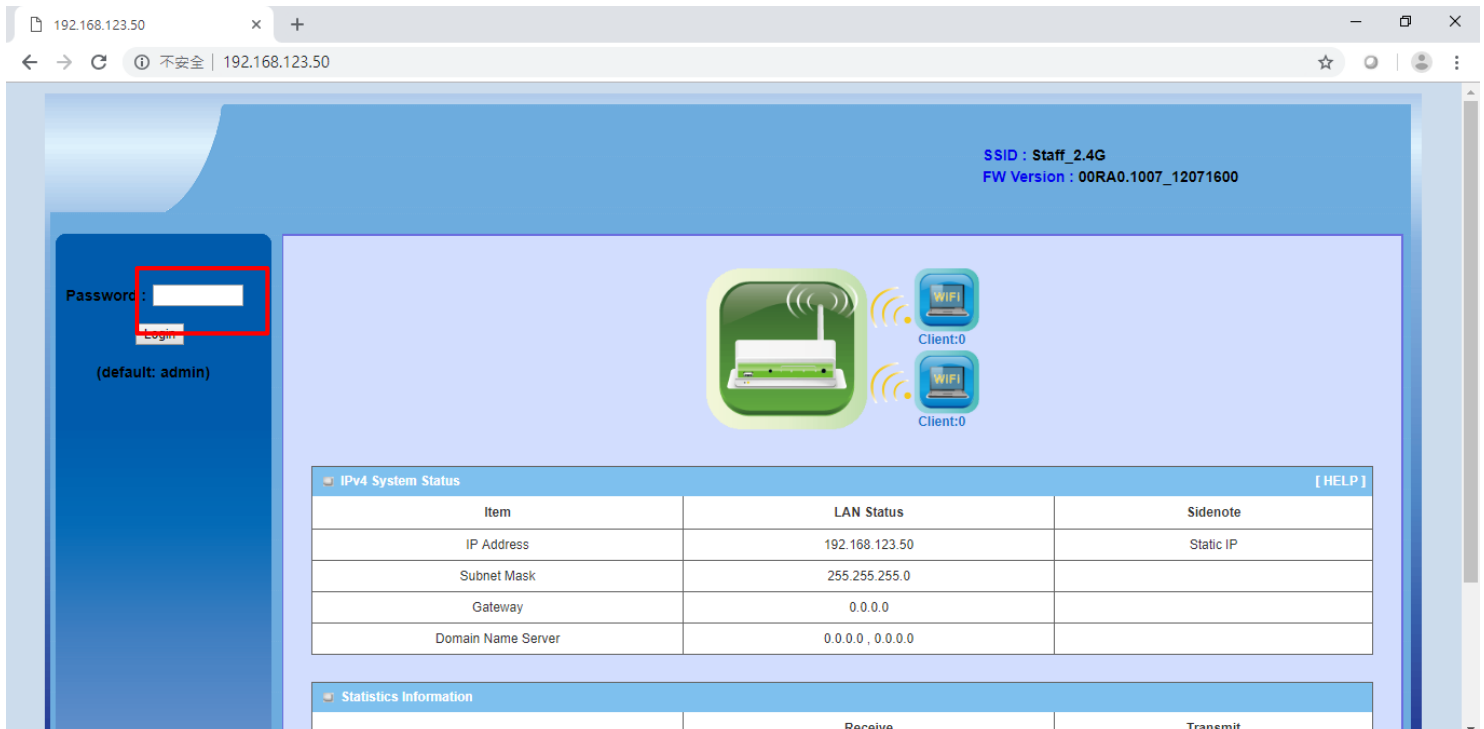 192.168.123.50
不安全 | 192.168.123.50
SSID : Staff_2.4G
FW Version : 00RA0.1007_12071600
Password :
Login
(default: admin)
WIFI
Client:0
WIFI
Client:0
IPv4 System Status [ HELP ]
Item LAN Status Sidenote
IP Address 192.168.123.50 Static IP
Subnet Mask 255.255.255.0
Gateway 0.0.0.0
Domain Name Server 0.0.0.0 , 0.0.0.0
Statistics Information
Receive Transmit